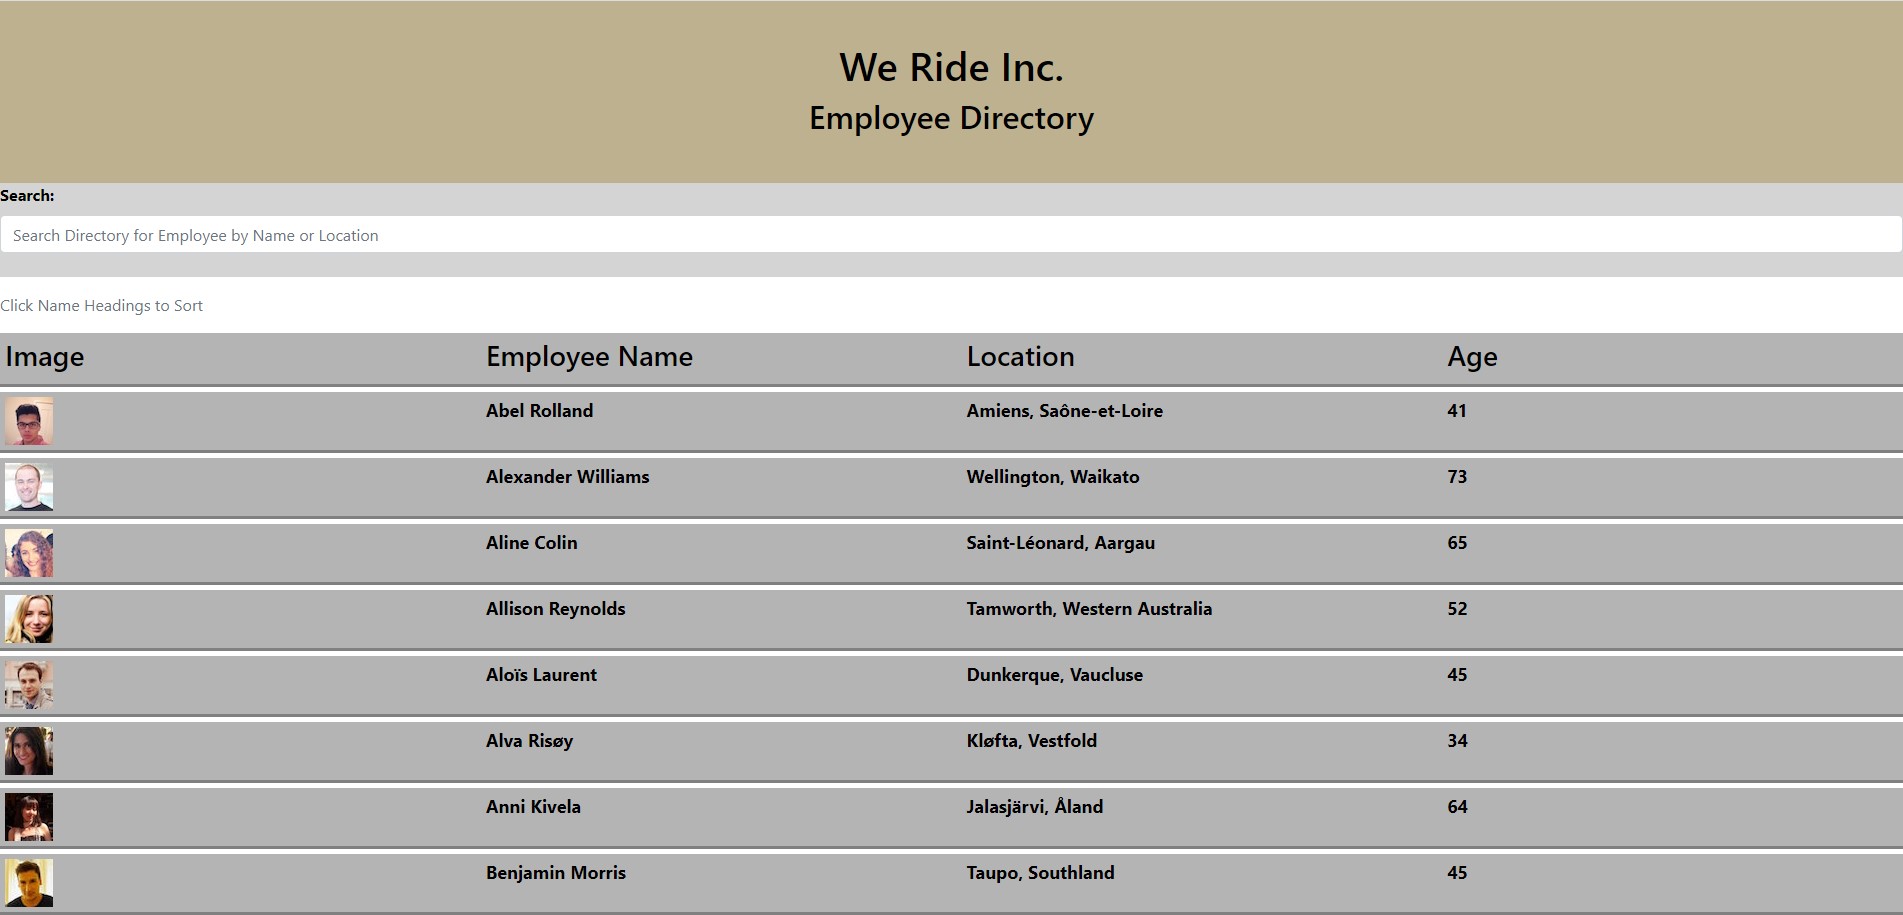 We Ride Inc.
Employee Directory
Search:
Search Directory for Employee by Name or Location
Click Name Headings to Sort
Image Employee Name Location Age
Abel Rolland Amiens, Saône-et-Loire 41
Alexander Williams Wellington, Waikato 73
Aline Colin Saint-Léonard, Aargau 65
Allison Reynolds Tamworth, Western Australia 52
Aloïs Laurent Dunkerque, Vaucluse 45
Alva Risøy Kløfta, Vestfold 34
Anni Kivela Jalasjärvi, Åland 64
Benjamin Morris Taupo, Southland 45